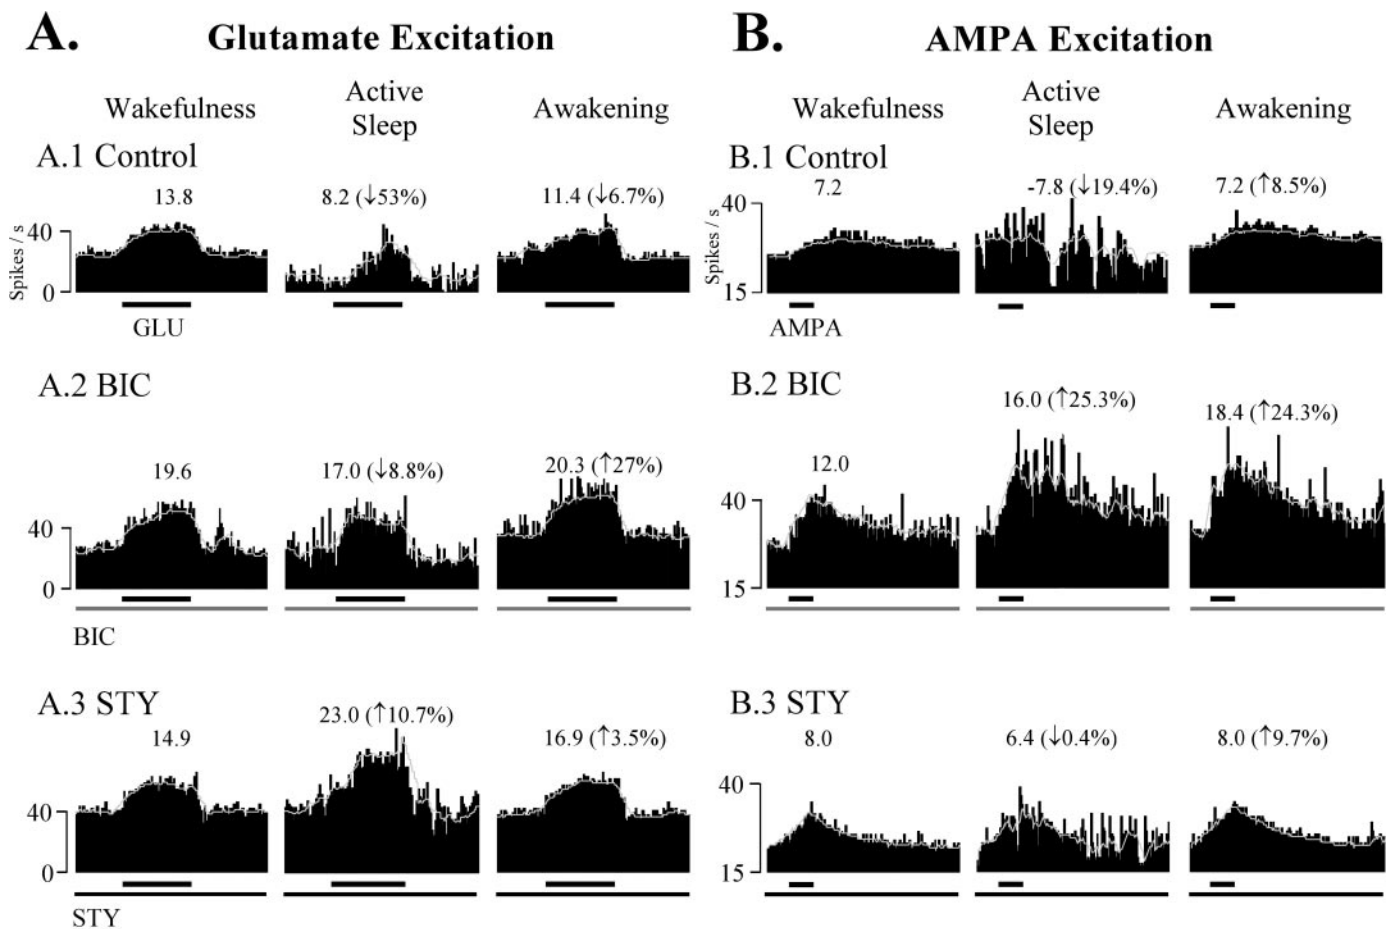 A. Glutamate Excitation
Wakefulness
Active
Sleep
Awakening
A.1 Control
13.8
8.2 (↓53%)
11.4 (↓6.7%)
Spikes / s
40
0
GLU
A.2 BIC
19.6
17.0 (↓8.8%)
20.3 (↑27%)
40
0
BIC
A.3 STY
14.9
23.0 (↑10.7%)
16.9 (↑3.5%)
40
0
STY
B. AMPA Excitation
Wakefulness
Active
Sleep
Awakening
B.1 Control
7.2
-7.8 (↓19.4%)
7.2 (↑8.5%)
Spikes / s
40
15
AMPA
B.2 BIC
12.0
16.0 (↑25.3%)
18.4 (↑24.3%)
40
15
B.3 STY
8.0
6.4 (↓0.4%)
8.0 (↑9.7%)
40
15